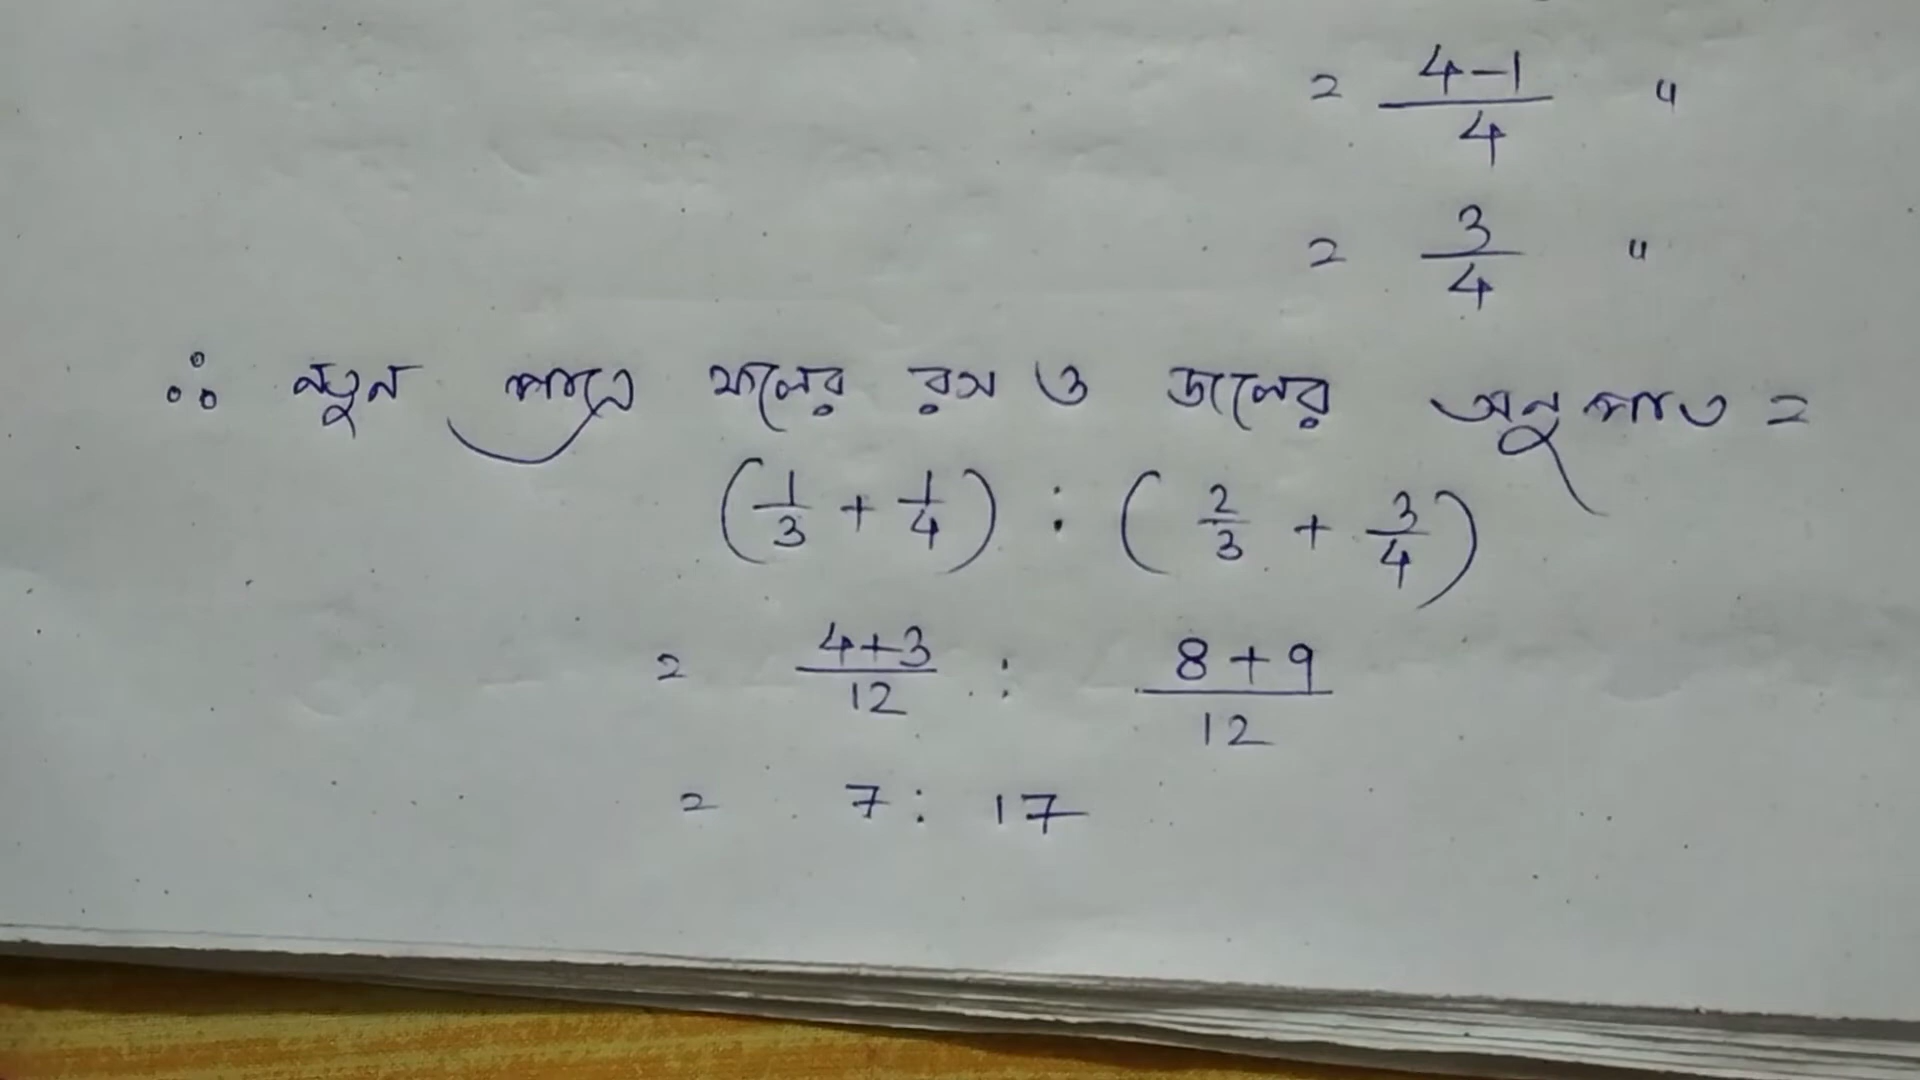 = 4-1/4 "
= 3/4 "
∴ নতুন পাত্রে ফলের রস ও জলের অনুপাত =
(1/3 + 1/4) : (2/3 + 3/4)
= 4+3/12 : 8+9/12
= 7 : 17